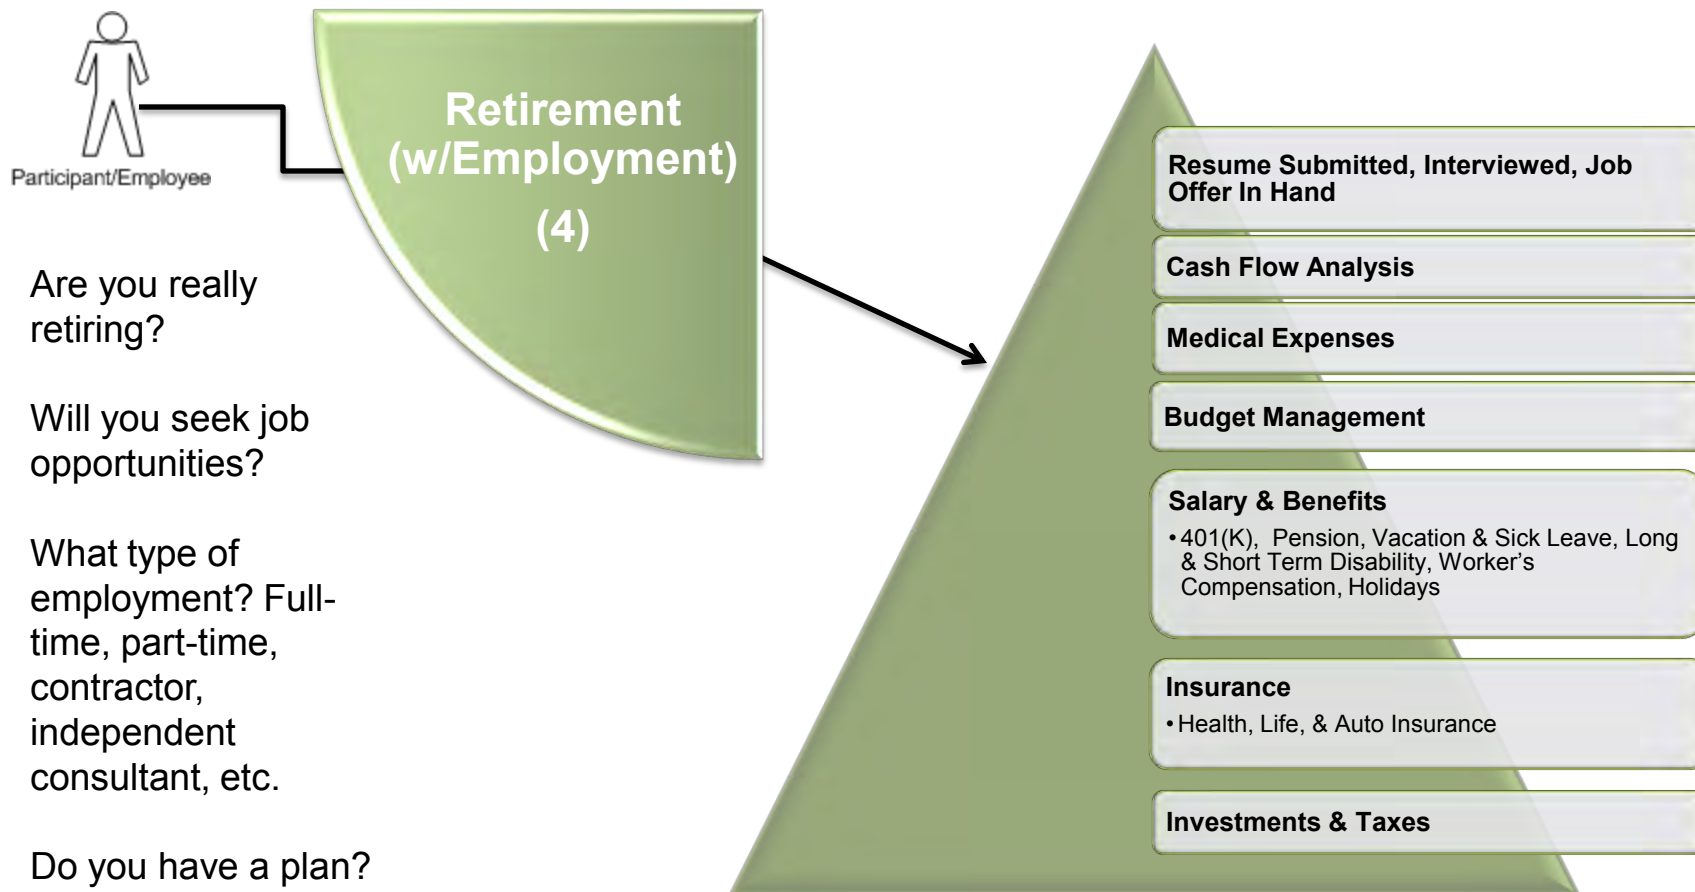 Participant/Employee
Retirement
(w/Employment)
(4)
Are you really
retiring?
Will you seek job
opportunities?
What type of
employment? Full-
time, part-time,
contractor,
independent
consultant, etc.
Do you have a plan?
Resume Submitted, Interviewed, Job
Offer In Hand
Cash Flow Analysis
Medical Expenses
Budget Management
Salary & Benefits
• 401(K),  Pension, Vacation & Sick Leave, Long
& Short Term Disability, Worker’s
Compensation, Holidays
Insurance
• Health, Life, & Auto Insurance
Investments & Taxes